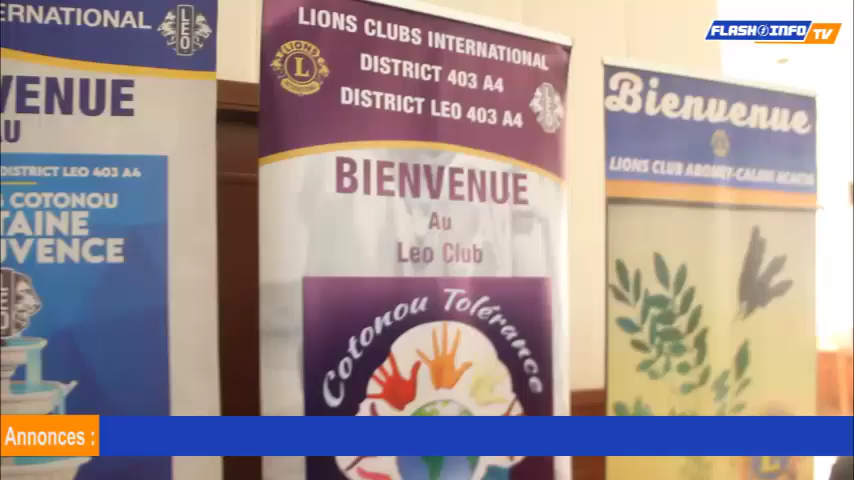 NTERNATIONAL
LEO
VENUE
AU
DISTRICT LEO 403 A4
COTONOU
TAINE
UVENCE
LIONS CLUBS INTERNATIONAL
DISTRICT 403 A4
DISTRICT LEO 403 A4
L
BIENVENUE
Au
Leo Club
Cotonou Tolérance
Bienvenue
LIONS CLUB ABOMEY-CALAVI
FLASH INFO TV
Annonces :